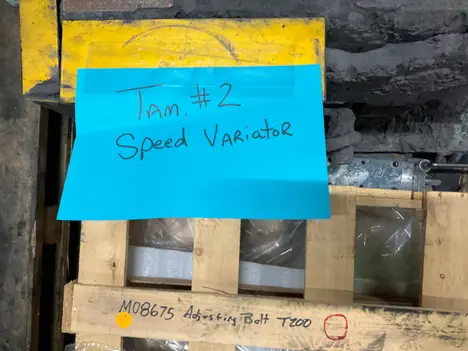 TAM. #2
Speed VARIATOR
M08675 Adjusting Bolt T200